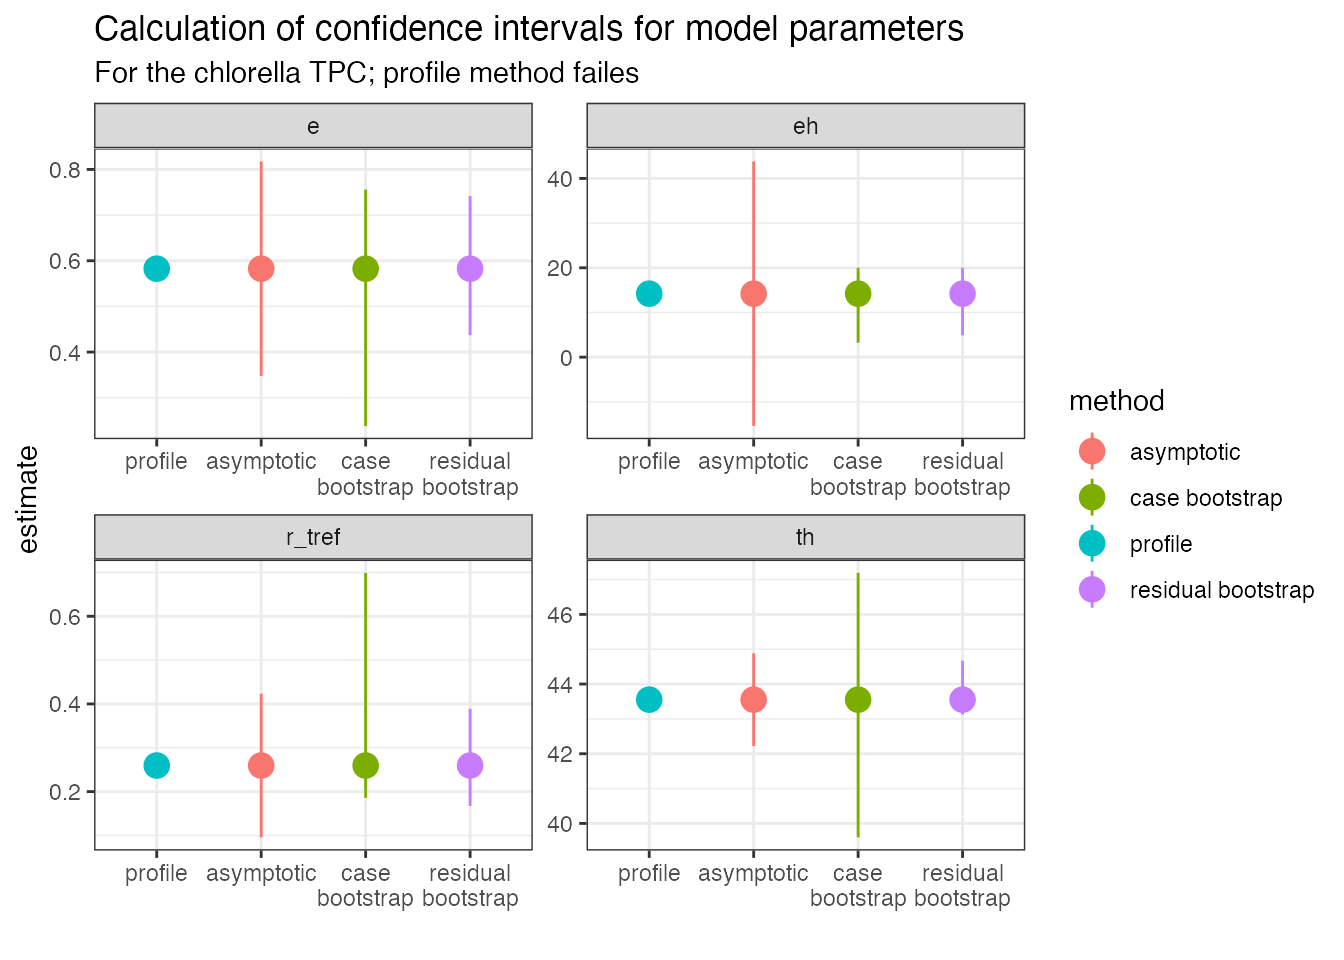 Calculation of confidence intervals for model parameters
For the chlorella TPC; profile method failes
e
eh
0.8
0.6
0.4
40
20
0
profile
asymptotic
case
bootstrap
residual
bootstrap
profile
asymptotic
case
bootstrap
residual
bootstrap
estimate
r_tref
th
0.6
0.4
0.2
46
44
42
40
profile
asymptotic
case
bootstrap
residual
bootstrap
profile
asymptotic
case
bootstrap
residual
bootstrap
method
asymptotic
case bootstrap
profile
residual bootstrap